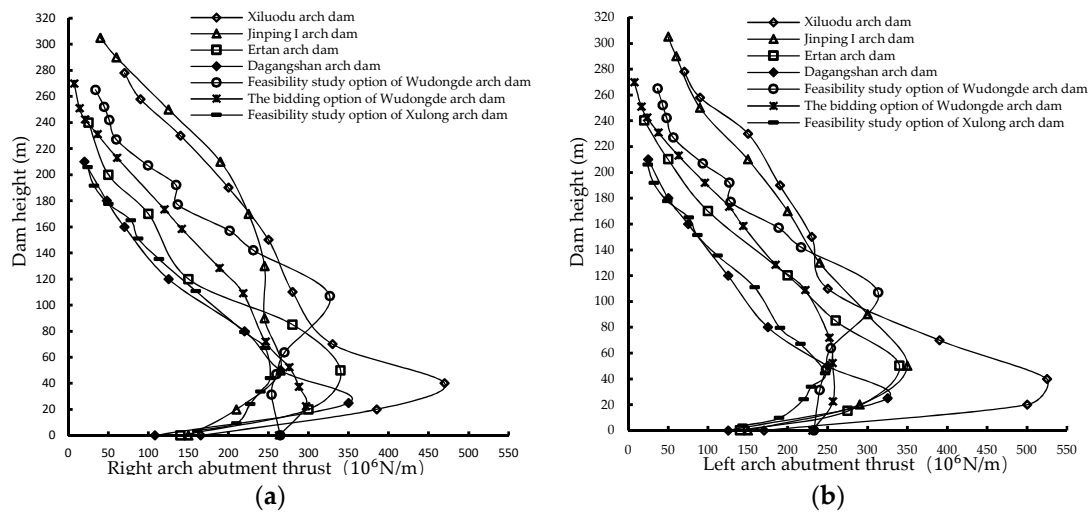 320
300
280
260
240
220
200
180
160
140
120
100
80
60
40
20
0
Dam height (m)
Xiluodu arch dam
Jinping I arch dam
Ertan arch dam
Dagangshan arch dam
Feasibility study option of Wudongde arch dam
The bidding option of Wudongde arch dam
Feasibility study option of Xulong arch dam
0 50 100 150 200 250 300 350 400 450 500 550
Right arch abutment thrust (10⁶N/m)
(a)
320
300
280
260
240
220
200
180
160
140
120
100
80
60
40
20
0
Dam height (m)
Xiluodu arch dam
Jinping I arch dam
Ertan arch dam
Dagangshan arch dam
Feasibility study option of Wudongde arch dam
The bidding option of Wudongde arch dam
Feasibility study option of Xulong arch dam
0 50 100 150 200 250 300 350 400 450 500 550
Left arch abutment thrust (10⁶N/m)
(b)